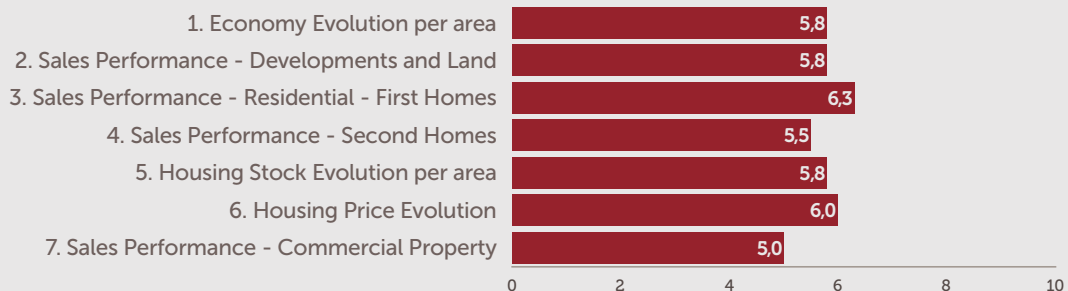 1. Economy Evolution per area 5,8
2. Sales Performance - Developments and Land 5,8
3. Sales Performance - Residential - First Homes 6,3
4. Sales Performance - Second Homes 5,5
5. Housing Stock Evolution per area 5,8
6. Housing Price Evolution 6,0
7. Sales Performance - Commercial Property 5,0
0 2 4 6 8 10